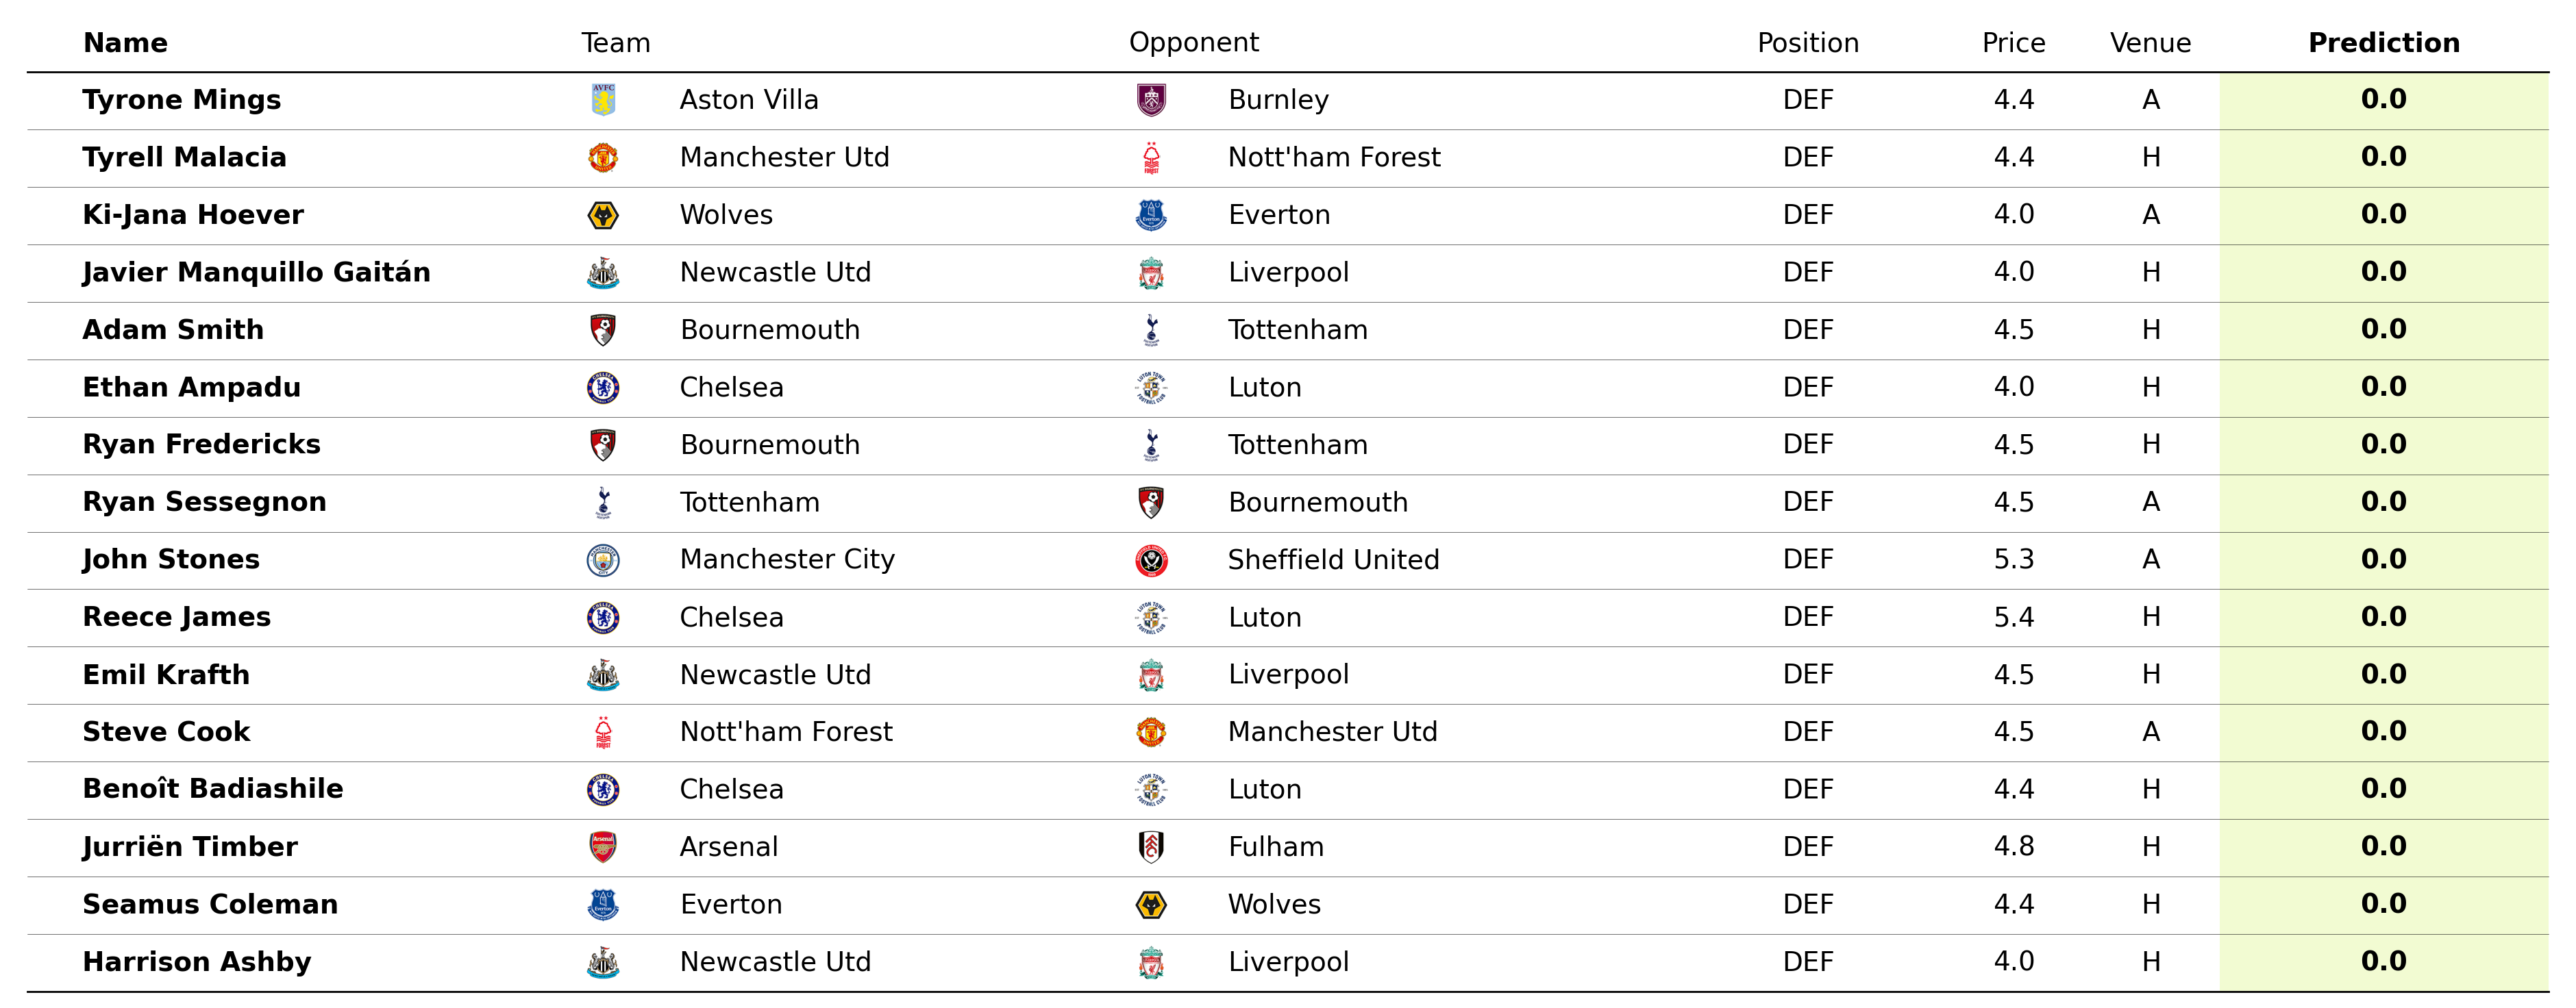 Name Team Opponent Position Price Venue Prediction
Tyrone Mings Aston Villa Burnley DEF 4.4 A 0.0
Tyrell Malacia Manchester Utd Nott'ham Forest DEF 4.4 H 0.0
Ki-Jana Hoever Wolves Everton DEF 4.0 A 0.0
Javier Manquillo Gaitán Newcastle Utd Liverpool DEF 4.0 H 0.0
Adam Smith Bournemouth Tottenham DEF 4.5 H 0.0
Ethan Ampadu Chelsea Luton DEF 4.0 H 0.0
Ryan Fredericks Bournemouth Tottenham DEF 4.5 H 0.0
Ryan Sessegnon Tottenham Bournemouth DEF 4.5 A 0.0
John Stones Manchester City Sheffield United DEF 5.3 A 0.0
Reece James Chelsea Luton DEF 5.4 H 0.0
Emil Krafth Newcastle Utd Liverpool DEF 4.5 H 0.0
Steve Cook Nott'ham Forest Manchester Utd DEF 4.5 A 0.0
Benoît Badiashile Chelsea Luton DEF 4.4 H 0.0
Jurriën Timber Arsenal Fulham DEF 4.8 H 0.0
Seamus Coleman Everton Wolves DEF 4.4 H 0.0
Harrison Ashby Newcastle Utd Liverpool DEF 4.0 H 0.0